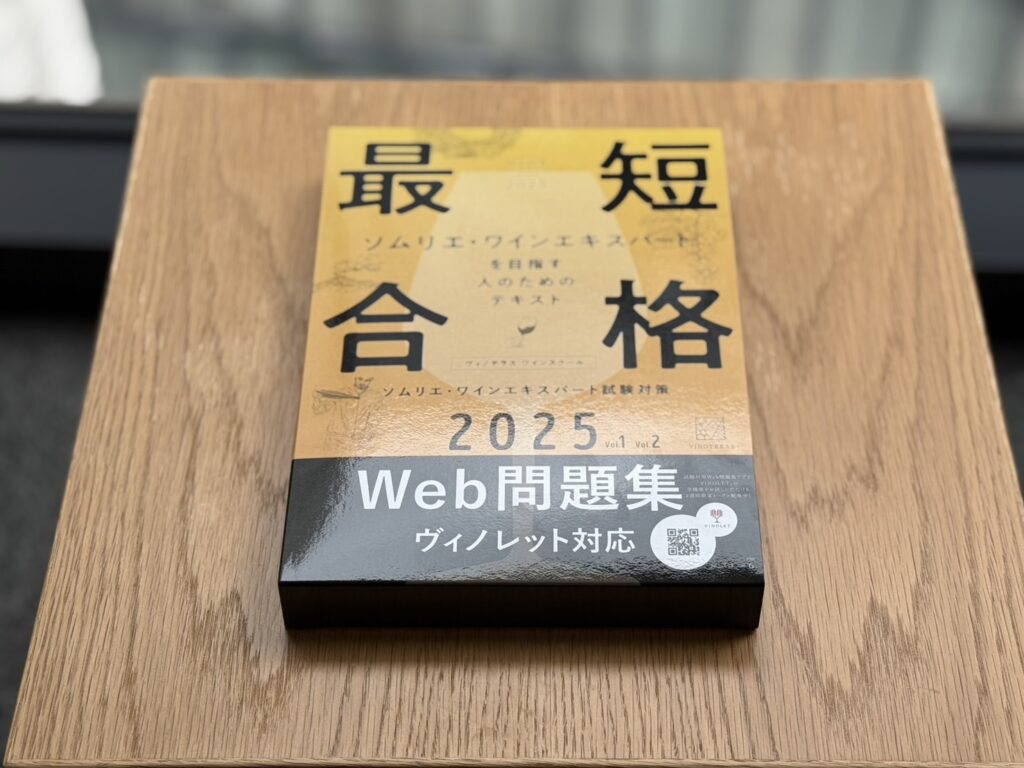 最短
ソムリエ・ワインエキスパート
を目指す
人のための
テキスト
合格
ヴィノテラス・ワインスクール
ソムリエ・ワインエキスパート試験対策
2025 Vol.1 Vol.2
VINOTERAS
Web問題集
ヴィノレット対応
VINOLET